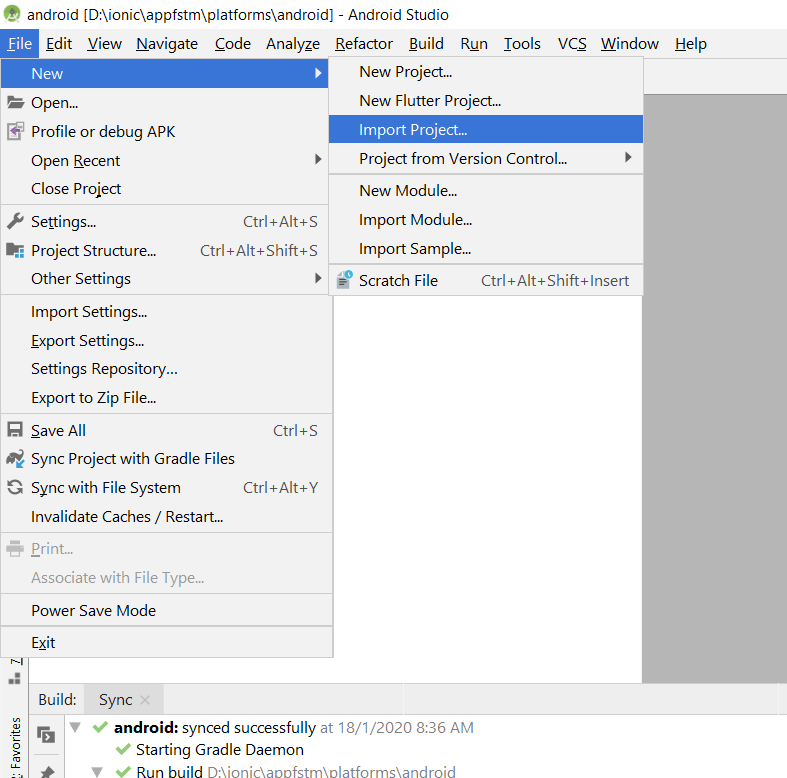 android [D:\ionic\appfstm\platforms\android] - Android Studio
File Edit View Navigate Code Analyze Refactor Build Run Tools VCS Window Help
New
Open...
Profile or debug APK
Open Recent
Close Project
Settings... Ctrl+Alt+S
Project Structure... Ctrl+Alt+Shift+S
Other Settings
Import Settings...
Export Settings...
Settings Repository...
Export to Zip File...
Save All Ctrl+S
Sync Project with Gradle Files
Sync with File System Ctrl+Alt+Y
Invalidate Caches / Restart...
Print...
Associate with File Type...
Power Save Mode
Exit
New Project...
New Flutter Project...
Import Project...
Project from Version Control...
New Module...
Import Module...
Import Sample...
Scratch File Ctrl+Alt+Shift+Insert
Build: Sync
android: synced successfully at 18/1/2020 8:36 AM
Starting Gradle Daemon
Run build D:\ionic\appfstm\platforms\android
Favorites